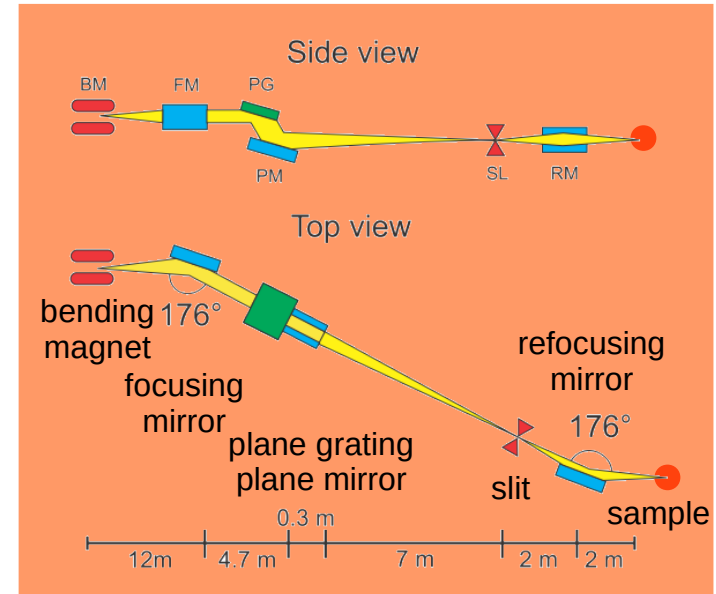 Side view
BM
FM
PG
PM
SL
RM
Top view
bending
magnet
176°
focusing
mirror
plane grating
plane mirror
refocusing
mirror
176°
slit
sample
0.3 m
12m
4.7 m
7 m
2 m
2 m